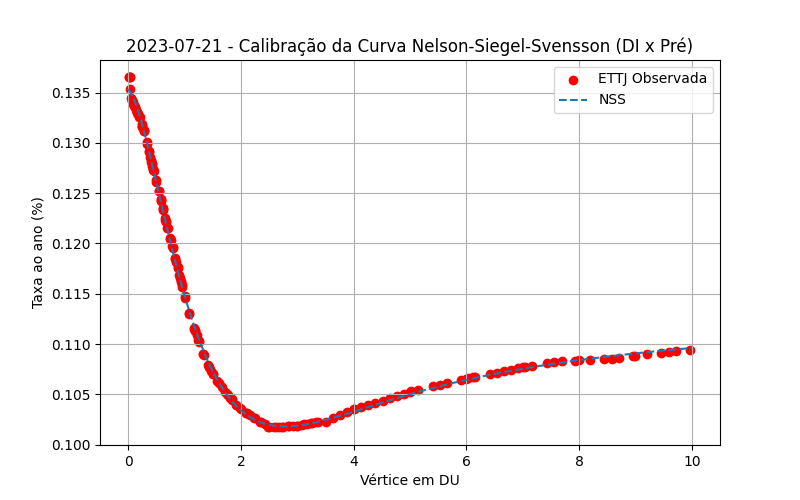 2023-07-21 - Calibração da Curva Nelson-Siegel-Svensson (DI x Pré)
ETTJ Observada
NSS
Taxa ao ano (%)
0.135
0.130
0.125
0.120
0.115
0.110
0.105
0.100
0 2 4 6 8 10
Vértice em DU